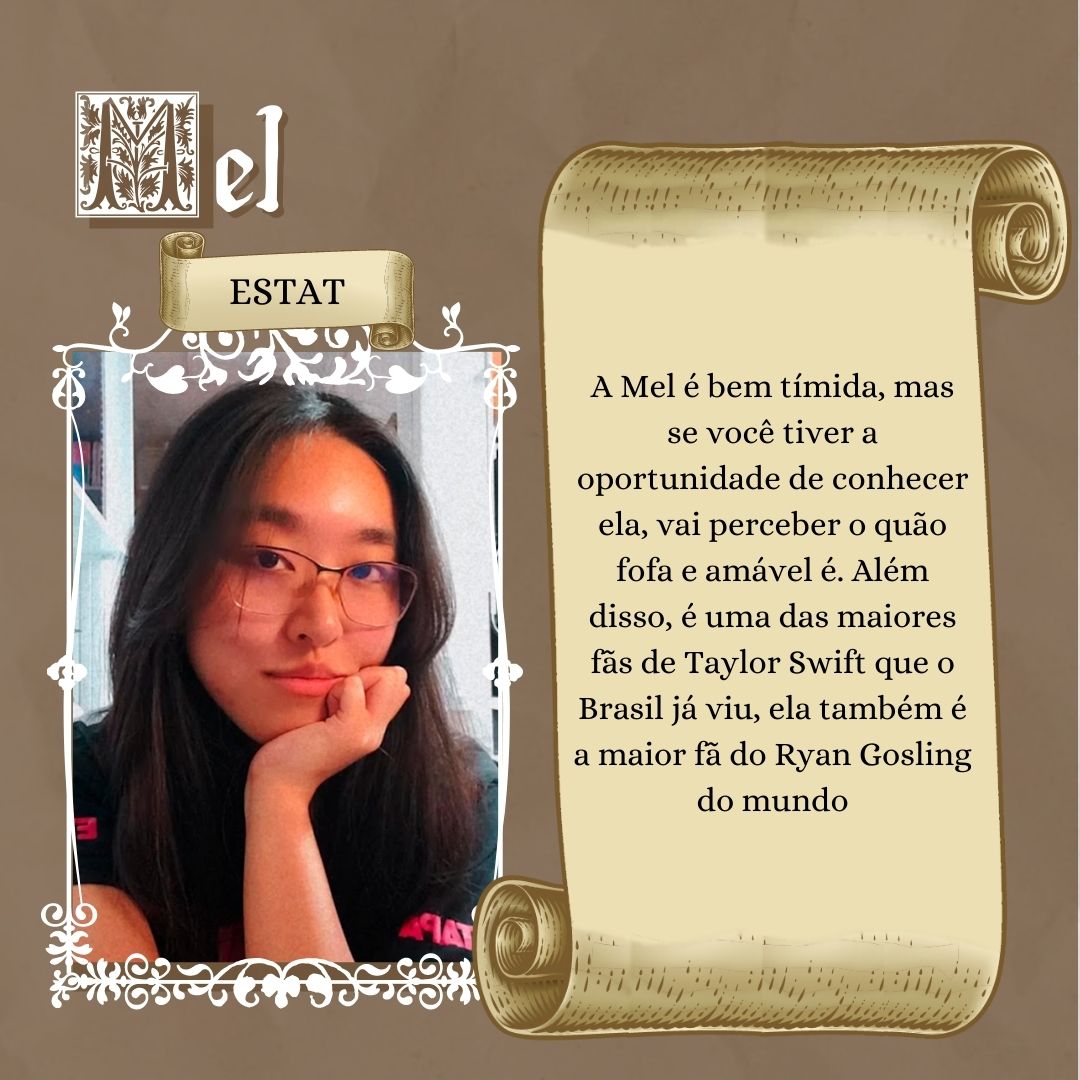 Mel
ESTAT
A Mel é bem tímida, mas
se você tiver a
oportunidade de conhecer
ela, vai perceber o quão
fofa e amável é. Além
disso, é uma das maiores
fãs de Taylor Swift que o
Brasil já viu, ela também é
a maior fã do Ryan Gosling
do mundo